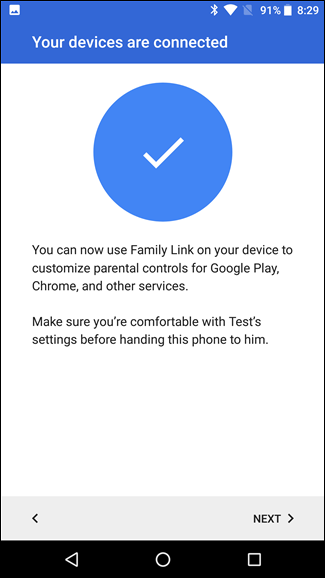 91% 8:29
Your devices are connected
You can now use Family Link on your device to
customize parental controls for Google Play,
Chrome, and other services.
Make sure you're comfortable with Test's
settings before handing this phone to him.
NEXT